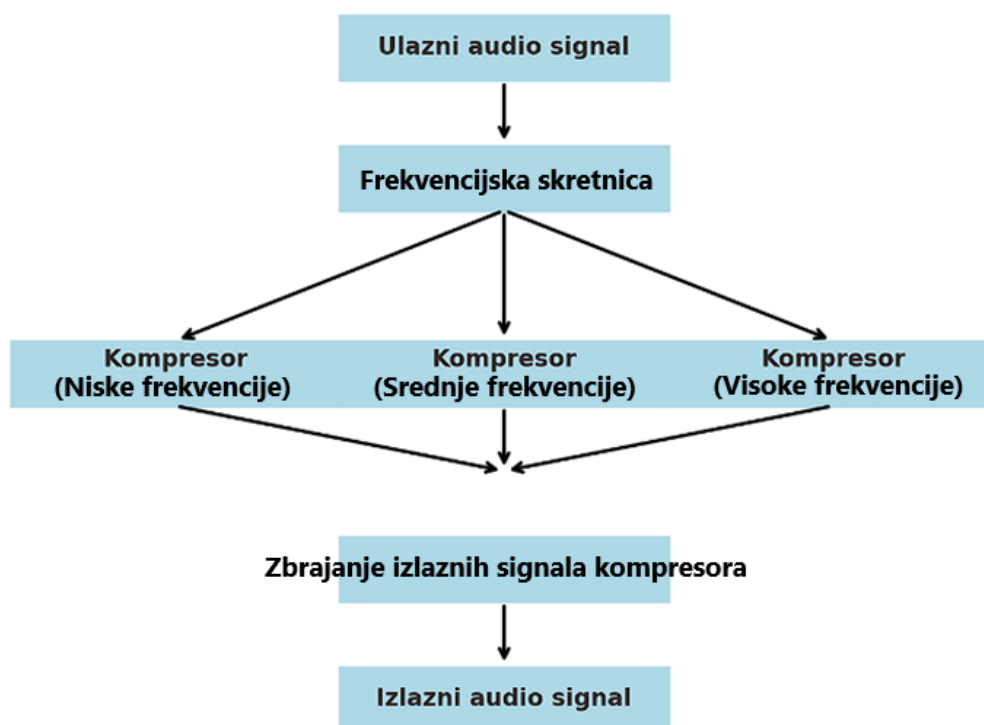 Ulazni audio signal
Frekvencijska skretnica
Kompresor
(Niske frekvencije)
Kompresor
(Srednje frekvencije)
Kompresor
(Visoke frekvencije)
Zbrajanje izlaznih signala kompresora
Izlazni audio signal